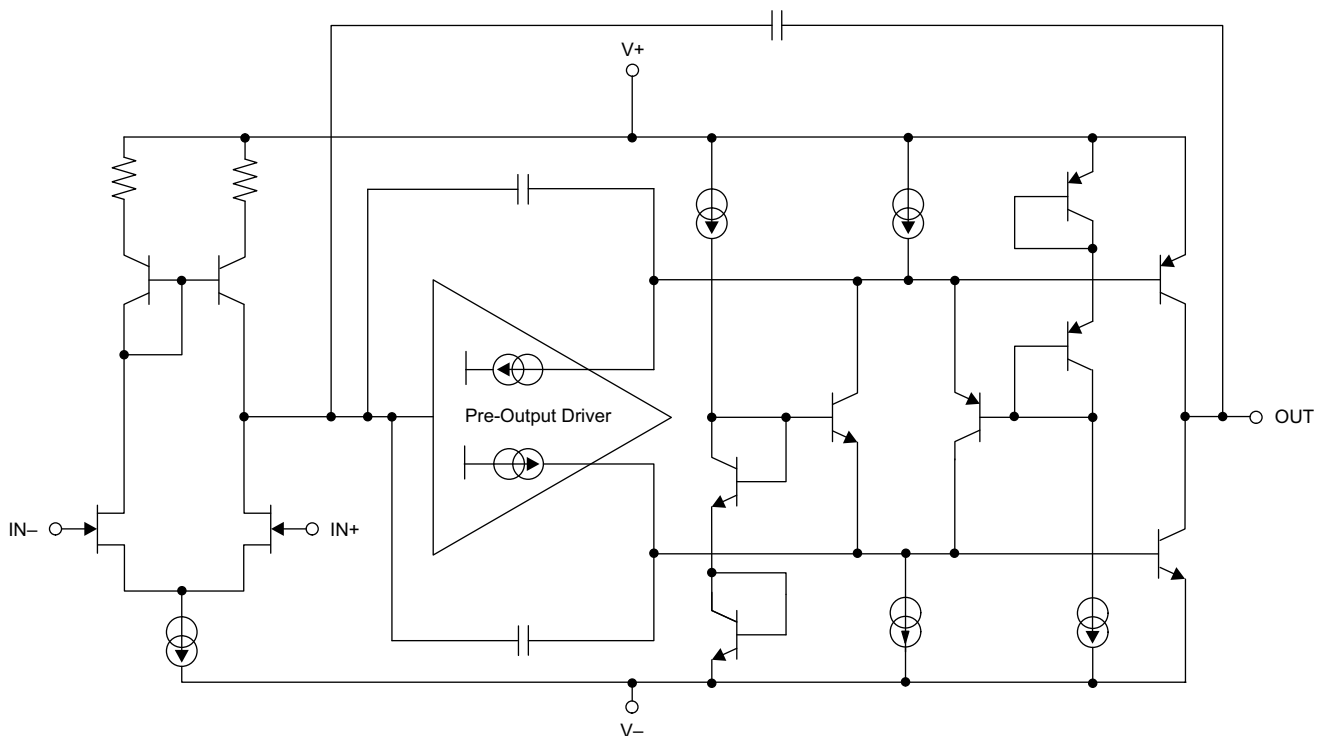 V+
Pre-Output Driver
OUT
IN–
IN+
V–